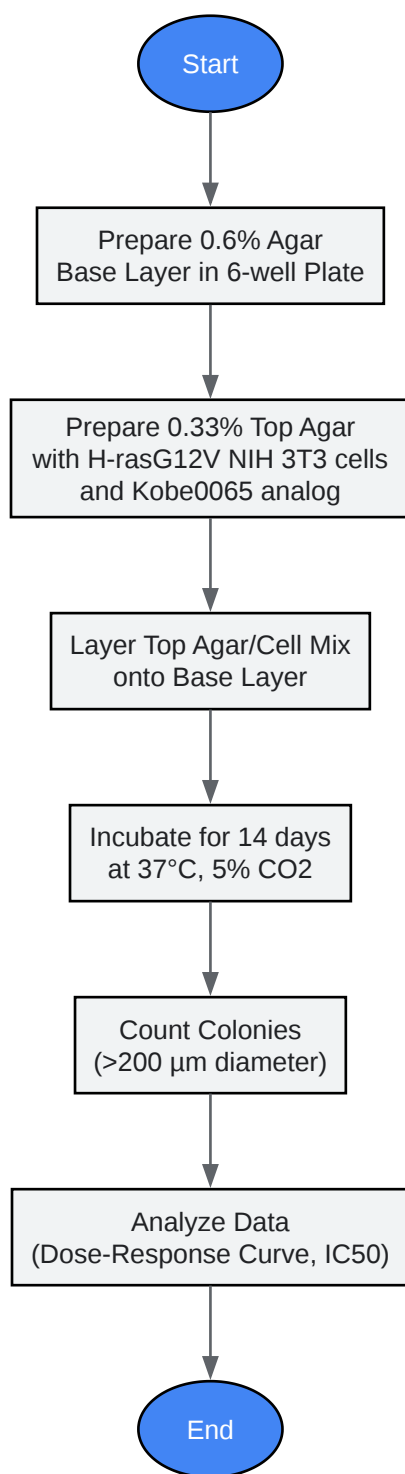 Start
Prepare 0.6% Agar
Base Layer in 6-well Plate
Prepare 0.33% Top Agar
with H-rasG12V NIH 3T3 cells
and Kobe0065 analog
Layer Top Agar/Cell Mix
onto Base Layer
Incubate for 14 days
at 37°C, 5% CO2
Count Colonies
(>200 µm diameter)
Analyze Data
(Dose-Response Curve, IC50)
End